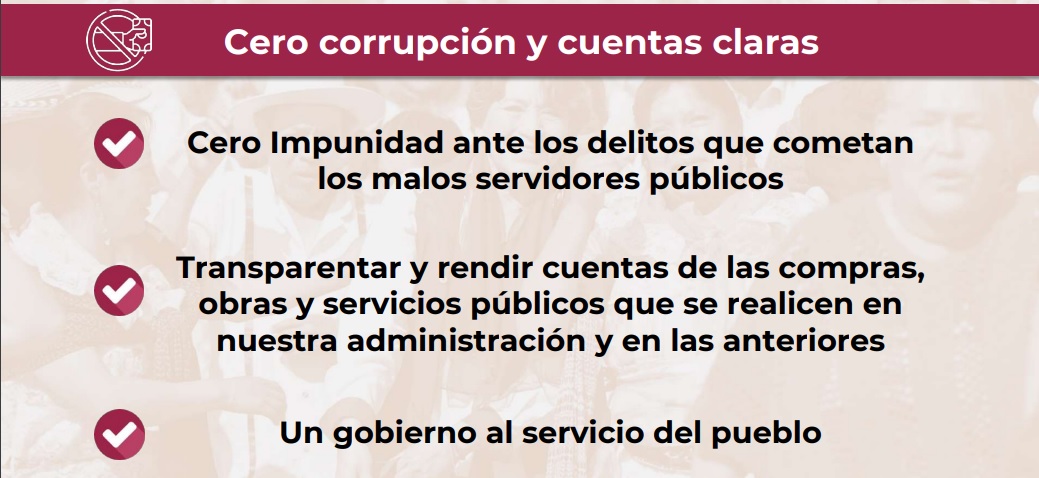 Cero corrupción y cuentas claras
Cero Impunidad ante los delitos que cometan
los malos servidores públicos
Transparentar y rendir cuentas de las compras,
obras y servicios públicos que se realicen en
nuestra administración y en las anteriores
Un gobierno al servicio del pueblo